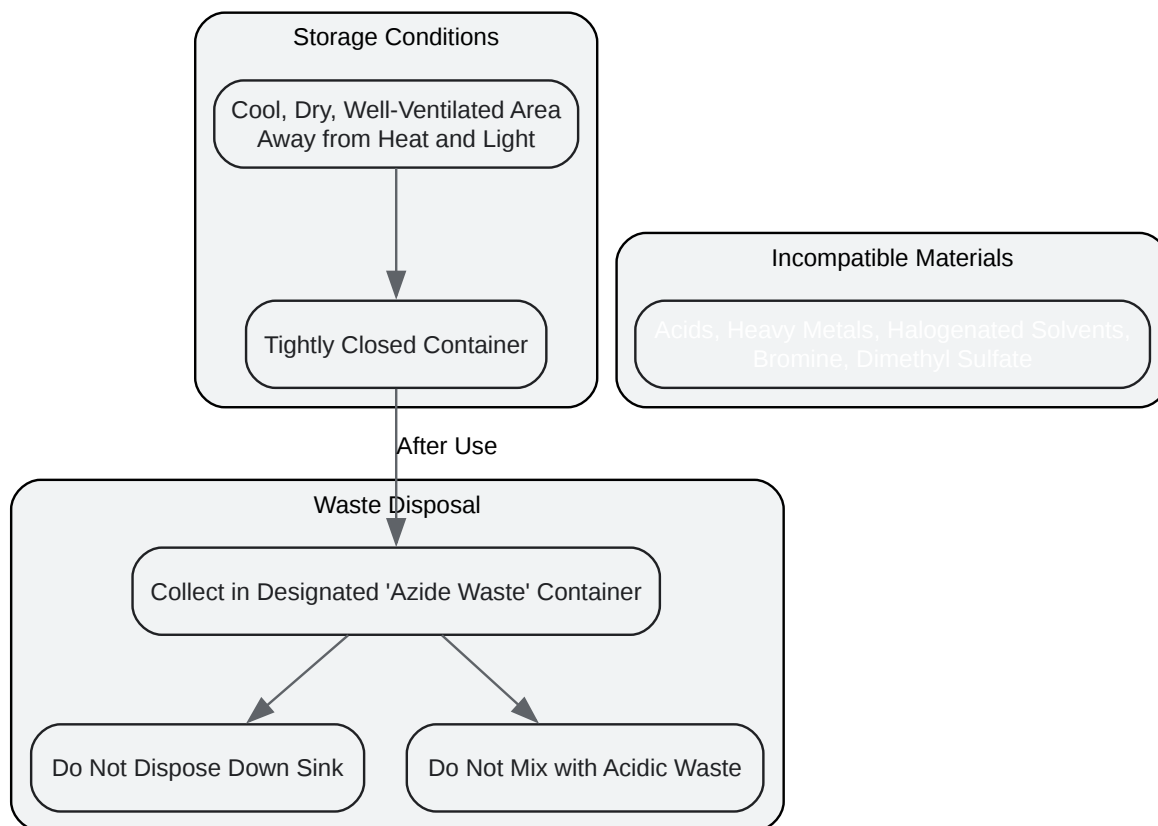 Storage Conditions
Cool, Dry, Well-Ventilated Area
Away from Heat and Light
Tightly Closed Container
Incompatible Materials
Acids, Heavy Metals, Halogenated Solvents,
Bromine, Dimethyl Sulfate
After Use
Waste Disposal
Collect in Designated 'Azide Waste' Container
Do Not Dispose Down Sink
Do Not Mix with Acidic Waste